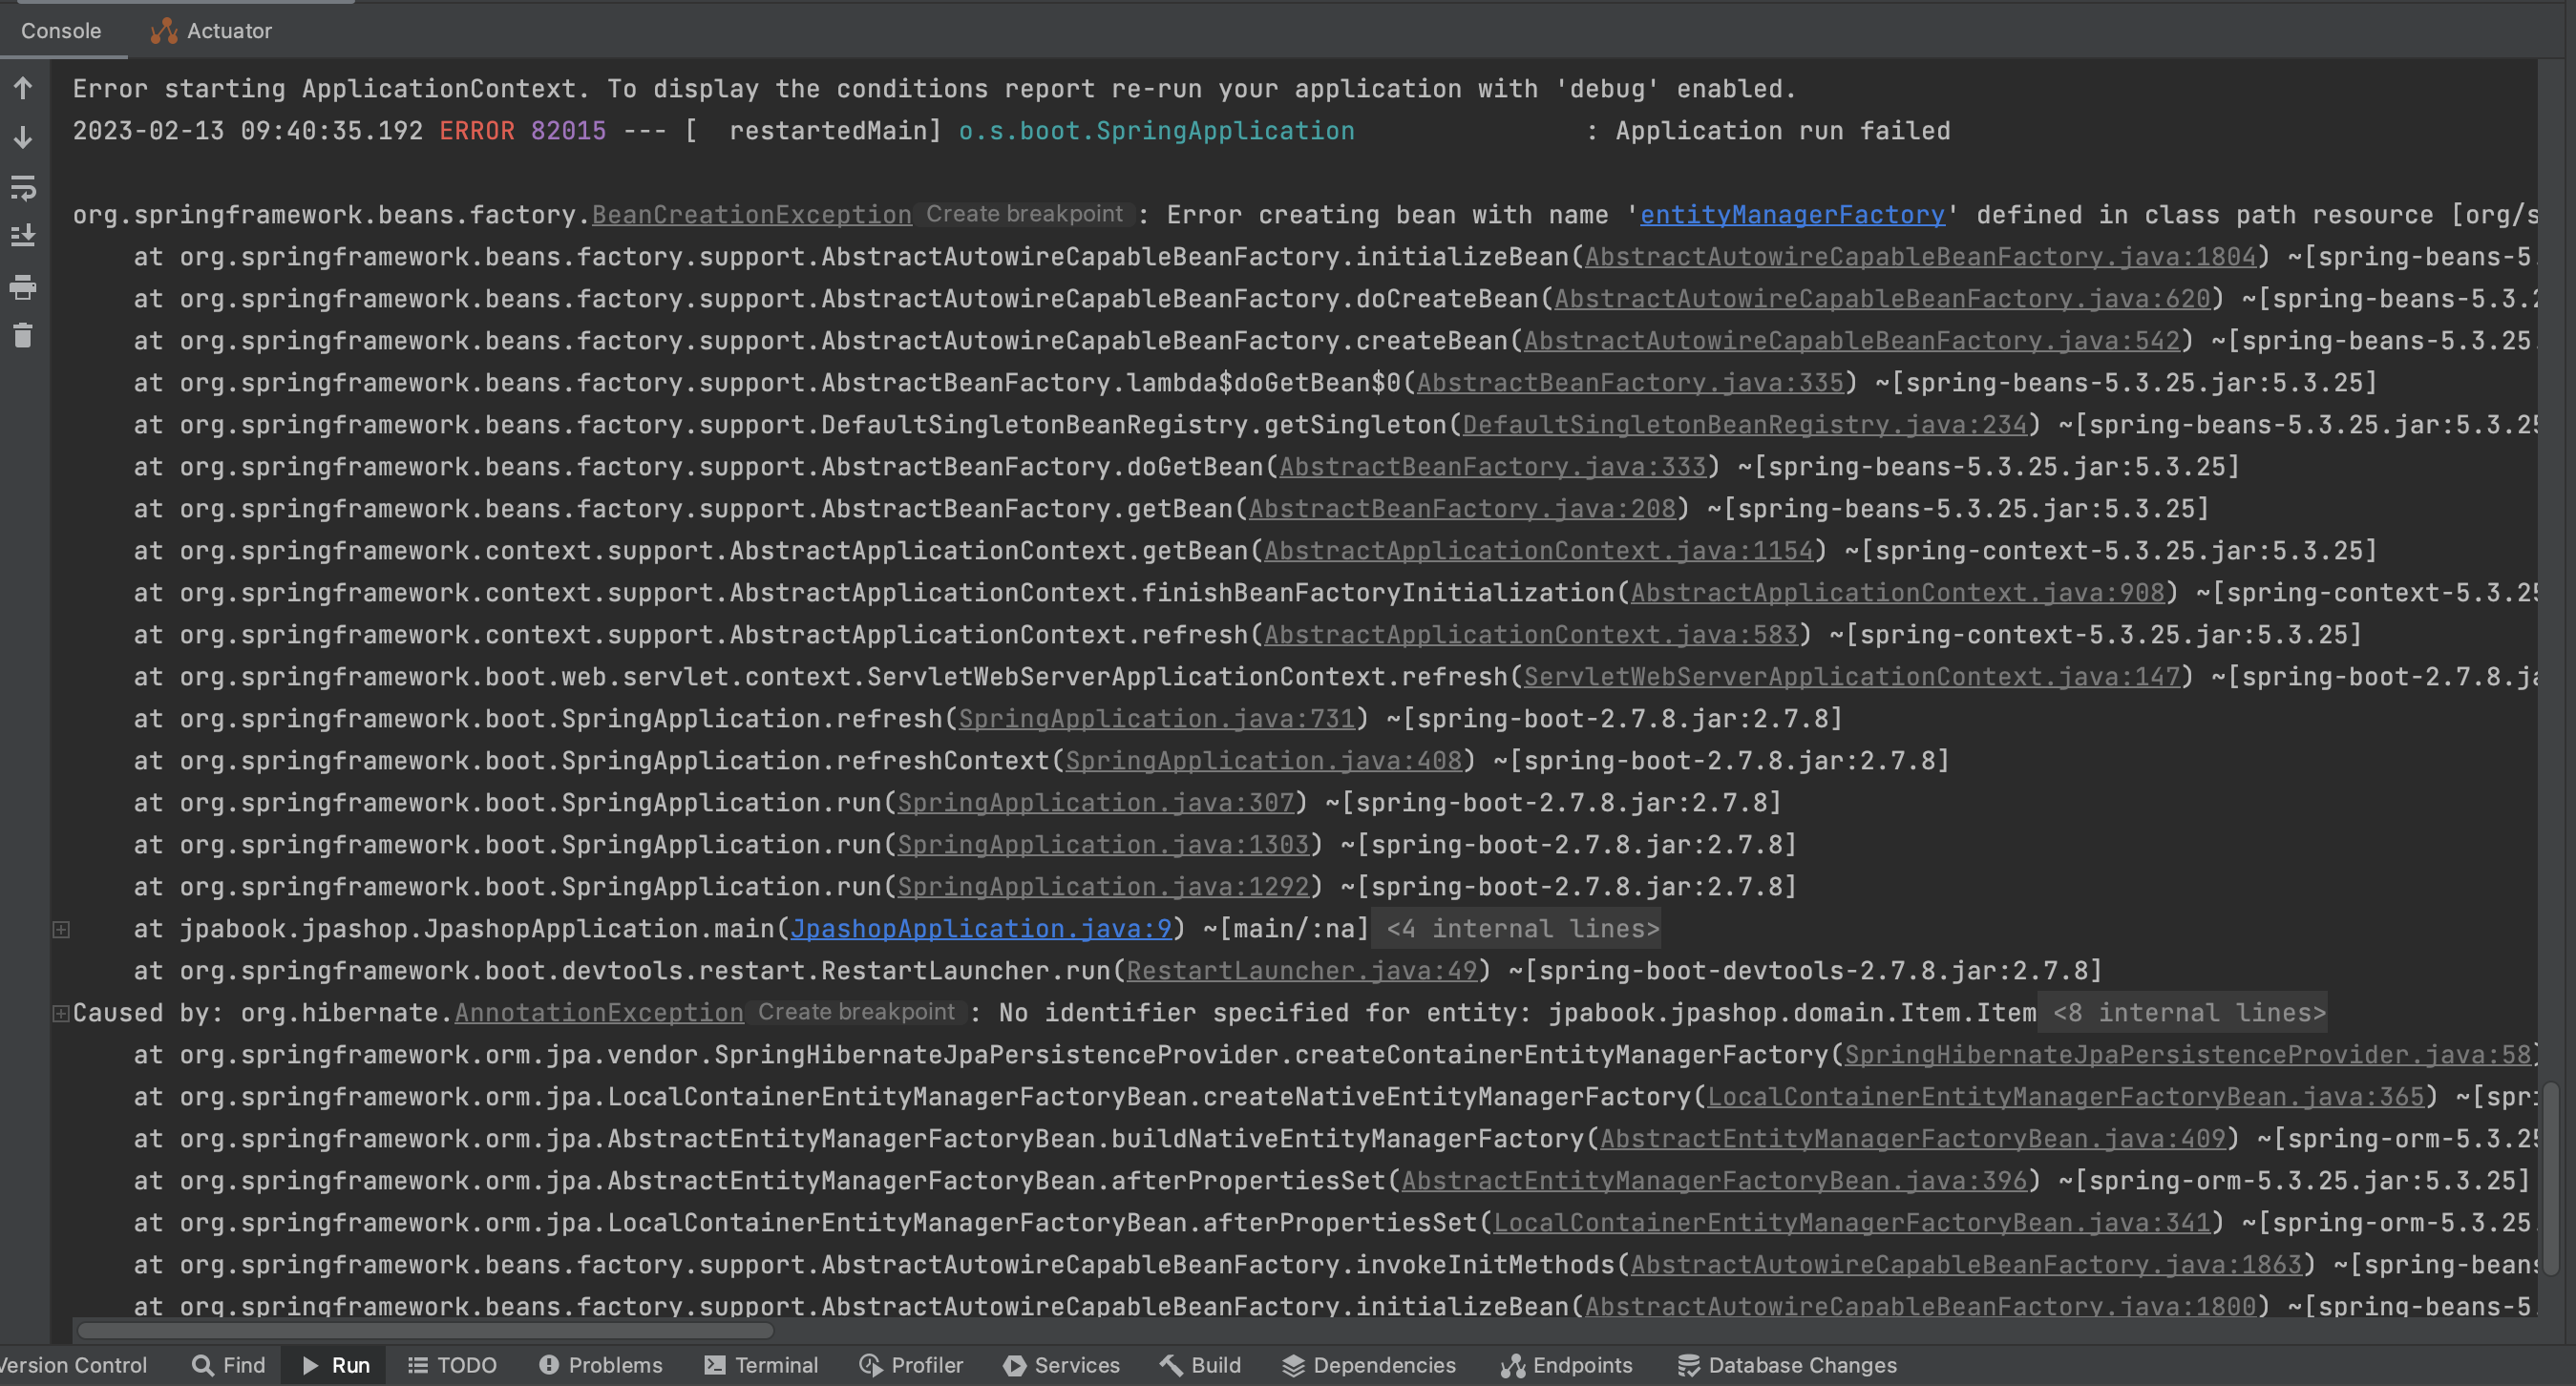 Console Actuator
Error starting ApplicationContext. To display the conditions report re-run your application with 'debug' enabled.
2023-02-13 09:40:35.192 ERROR 82015 --- [  restartedMain] o.s.boot.SpringApplication               : Application run failed
org.springframework.beans.factory.BeanCreationException Create breakpoint : Error creating bean with name 'entityManagerFactory' defined in class path resource [org/s
at org.springframework.beans.factory.support.AbstractAutowireCapableBeanFactory.initializeBean(AbstractAutowireCapableBeanFactory.java:1804) ~[spring-beans-5.
at org.springframework.beans.factory.support.AbstractAutowireCapableBeanFactory.doCreateBean(AbstractAutowireCapableBeanFactory.java:620) ~[spring-beans-5.3.2
at org.springframework.beans.factory.support.AbstractAutowireCapableBeanFactory.createBean(AbstractAutowireCapableBeanFactory.java:542) ~[spring-beans-5.3.25.
at org.springframework.beans.factory.support.AbstractBeanFactory.lambda$doGetBean$0(AbstractBeanFactory.java:335) ~[spring-beans-5.3.25.jar:5.3.25]
at org.springframework.beans.factory.support.DefaultSingletonBeanRegistry.getSingleton(DefaultSingletonBeanRegistry.java:234) ~[spring-beans-5.3.25.jar:5.3.25
at org.springframework.beans.factory.support.AbstractBeanFactory.doGetBean(AbstractBeanFactory.java:333) ~[spring-beans-5.3.25.jar:5.3.25]
at org.springframework.beans.factory.support.AbstractBeanFactory.getBean(AbstractBeanFactory.java:208) ~[spring-beans-5.3.25.jar:5.3.25]
at org.springframework.context.support.AbstractApplicationContext.getBean(AbstractApplicationContext.java:1154) ~[spring-context-5.3.25.jar:5.3.25]
at org.springframework.context.support.AbstractApplicationContext.finishBeanFactoryInitialization(AbstractApplicationContext.java:908) ~[spring-context-5.3.25
at org.springframework.context.support.AbstractApplicationContext.refresh(AbstractApplicationContext.java:583) ~[spring-context-5.3.25.jar:5.3.25]
at org.springframework.boot.web.servlet.context.ServletWebServerApplicationContext.refresh(ServletWebServerApplicationContext.java:147) ~[spring-boot-2.7.8.ja
at org.springframework.boot.SpringApplication.refresh(SpringApplication.java:731) ~[spring-boot-2.7.8.jar:2.7.8]
at org.springframework.boot.SpringApplication.refreshContext(SpringApplication.java:408) ~[spring-boot-2.7.8.jar:2.7.8]
at org.springframework.boot.SpringApplication.run(SpringApplication.java:307) ~[spring-boot-2.7.8.jar:2.7.8]
at org.springframework.boot.SpringApplication.run(SpringApplication.java:1303) ~[spring-boot-2.7.8.jar:2.7.8]
at org.springframework.boot.SpringApplication.run(SpringApplication.java:1292) ~[spring-boot-2.7.8.jar:2.7.8]
at jpabook.jpashop.JpashopApplication.main(JpashopApplication.java:9) ~[main/:na] <4 internal lines>
at org.springframework.boot.devtools.restart.RestartLauncher.run(RestartLauncher.java:49) ~[spring-boot-devtools-2.7.8.jar:2.7.8]
Caused by: org.hibernate.AnnotationException Create breakpoint : No identifier specified for entity: jpabook.jpashop.domain.Item.Item <8 internal lines>
at org.springframework.orm.jpa.vendor.SpringHibernateJpaPersistenceProvider.createContainerEntityManagerFactory(SpringHibernateJpaPersistenceProvider.java:58)
at org.springframework.orm.jpa.LocalContainerEntityManagerFactoryBean.createNativeEntityManagerFactory(LocalContainerEntityManagerFactoryBean.java:365) ~[spri
at org.springframework.orm.jpa.AbstractEntityManagerFactoryBean.buildNativeEntityManagerFactory(AbstractEntityManagerFactoryBean.java:409) ~[spring-orm-5.3.25
at org.springframework.orm.jpa.AbstractEntityManagerFactoryBean.afterPropertiesSet(AbstractEntityManagerFactoryBean.java:396) ~[spring-orm-5.3.25.jar:5.3.25]
at org.springframework.orm.jpa.LocalContainerEntityManagerFactoryBean.afterPropertiesSet(LocalContainerEntityManagerFactoryBean.java:341) ~[spring-orm-5.3.25.
at org.springframework.beans.factory.support.AbstractAutowireCapableBeanFactory.invokeInitMethods(AbstractAutowireCapableBeanFactory.java:1863) ~[spring-beans
at org.springframework.beans.factory.support.AbstractAutowireCapableBeanFactory.initializeBean(AbstractAutowireCapableBeanFactory.java:1800) ~[spring-beans-5.
Version Control Find Run TODO Problems Terminal Profiler Services Build Dependencies Endpoints Database Changes